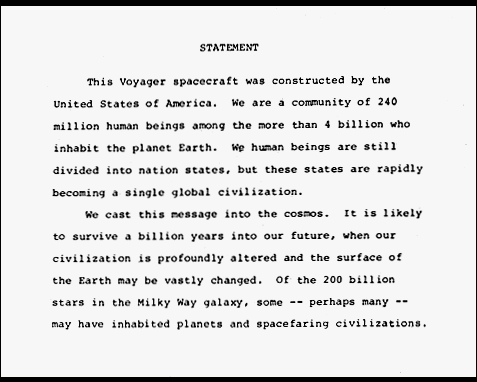 STATEMENT
This Voyager spacecraft was constructed by the
United States of America. We are a community of 240
million human beings among the more than 4 billion who
inhabit the planet Earth. We human beings are still
divided into nation states, but these states are rapidly
becoming a single global civilization.
We cast this message into the cosmos. It is likely
to survive a billion years into our future, when our
civilization is profoundly altered and the surface of
the Earth may be vastly changed. Of the 200 billion
stars in the Milky Way galaxy, some -- perhaps many --
may have inhabited planets and spacefaring civilizations.